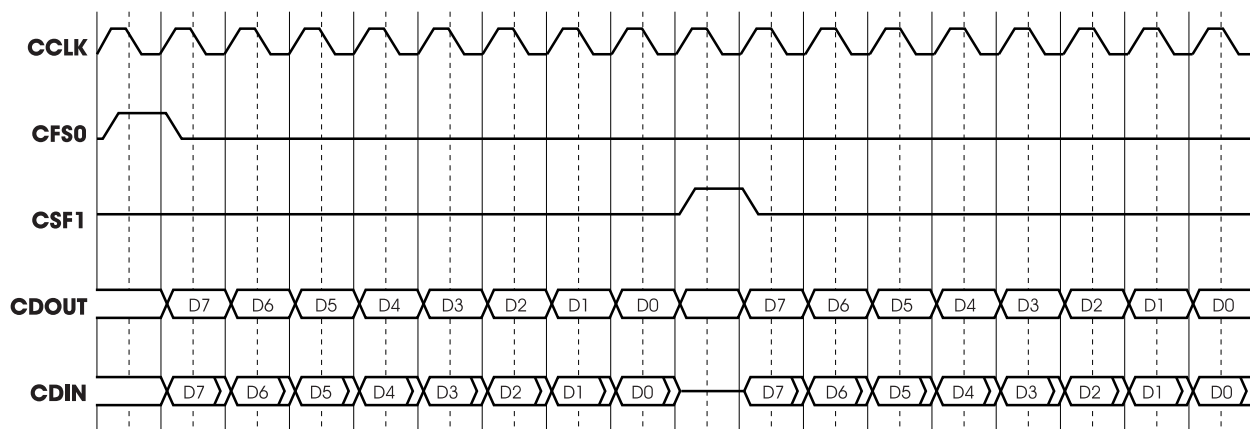 CCLK
CFS0
CSF1
CDOUT D7 D6 D5 D4 D3 D2 D1 D0 D7 D6 D5 D4 D3 D2 D1 D0
CDIN D7 D6 D5 D4 D3 D2 D1 D0 D7 D6 D5 D4 D3 D2 D1 D0